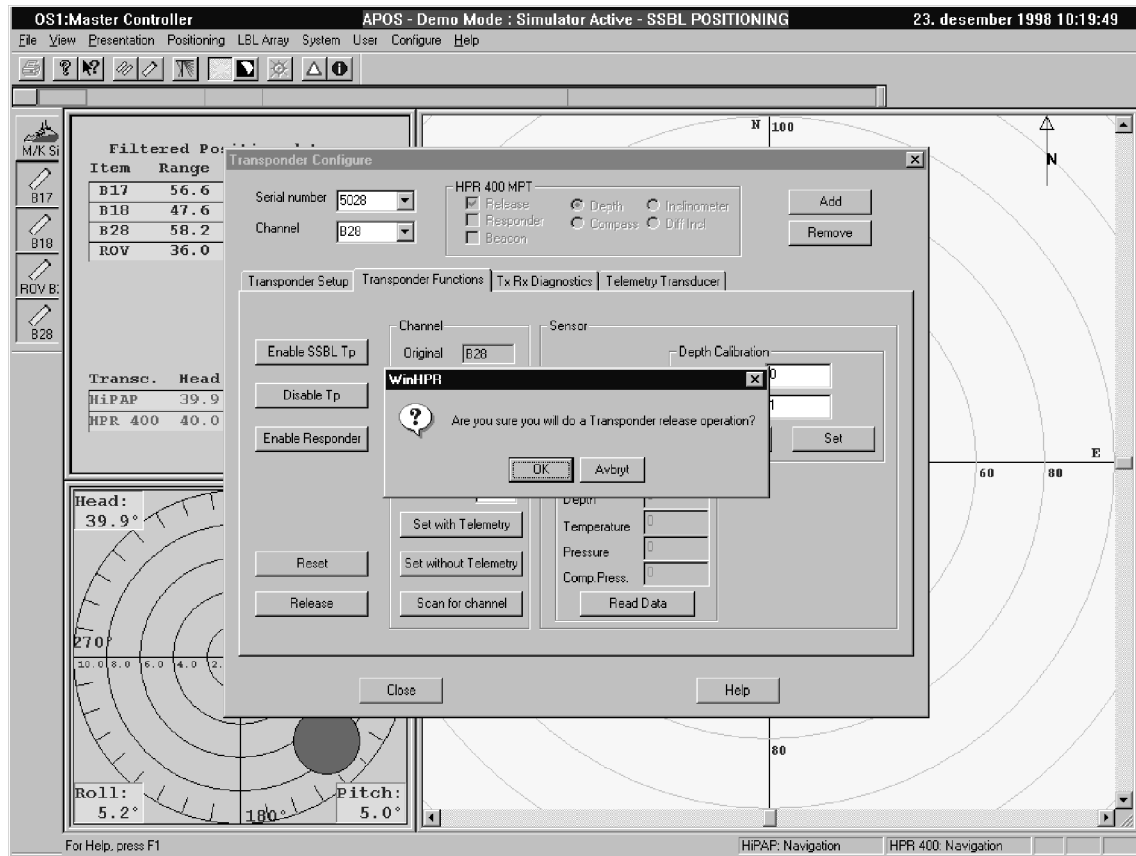 OS1:Master Controller APOS - Demo Mode : Simulator Active - SSBL POSITIONING 23. desember 1998 10:19:49
File View Presentation Positioning LBL Array System User Configure Help
M/K Si
B17
B18
ROV B
B28
Filtered Po
Item Range
B17 56.6
B18 47.6
B28 58.2
ROV 36.0
Transc. Head
HiPAP 39.9
HPR 400 40.0
N 100
N
E
60 80
80
Transponder Configure
Serial number 5028
Channel B28
HPR 400 MPT
Release Depth Inclinometer
Responder Compass Diff Incl
Beacon
Add
Remove
Transponder Setup Transponder Functions Tx Rx Diagnostics Telemetry Transducer
Enable SSBL Tp
Disable Tp
Enable Responder
Reset
Release
Channel
Original B28
Set with Telemetry
Set without Telemetry
Scan for channel
Sensor
Depth Calibration
0
1
Set
Depth 0
Temperature 0
Pressure 0
Comp.Press. 0
Read Data
WinHPR
Are you sure you will do a Transponder release operation?
OK Avbryt
Close Help
Head:
39.9°
270
10.0 8.0 6.0 4.0 2.
180°
Roll:
5.2°
Pitch:
5.0°
For Help, press F1 HiPAP: Navigation HPR 400: Navigation